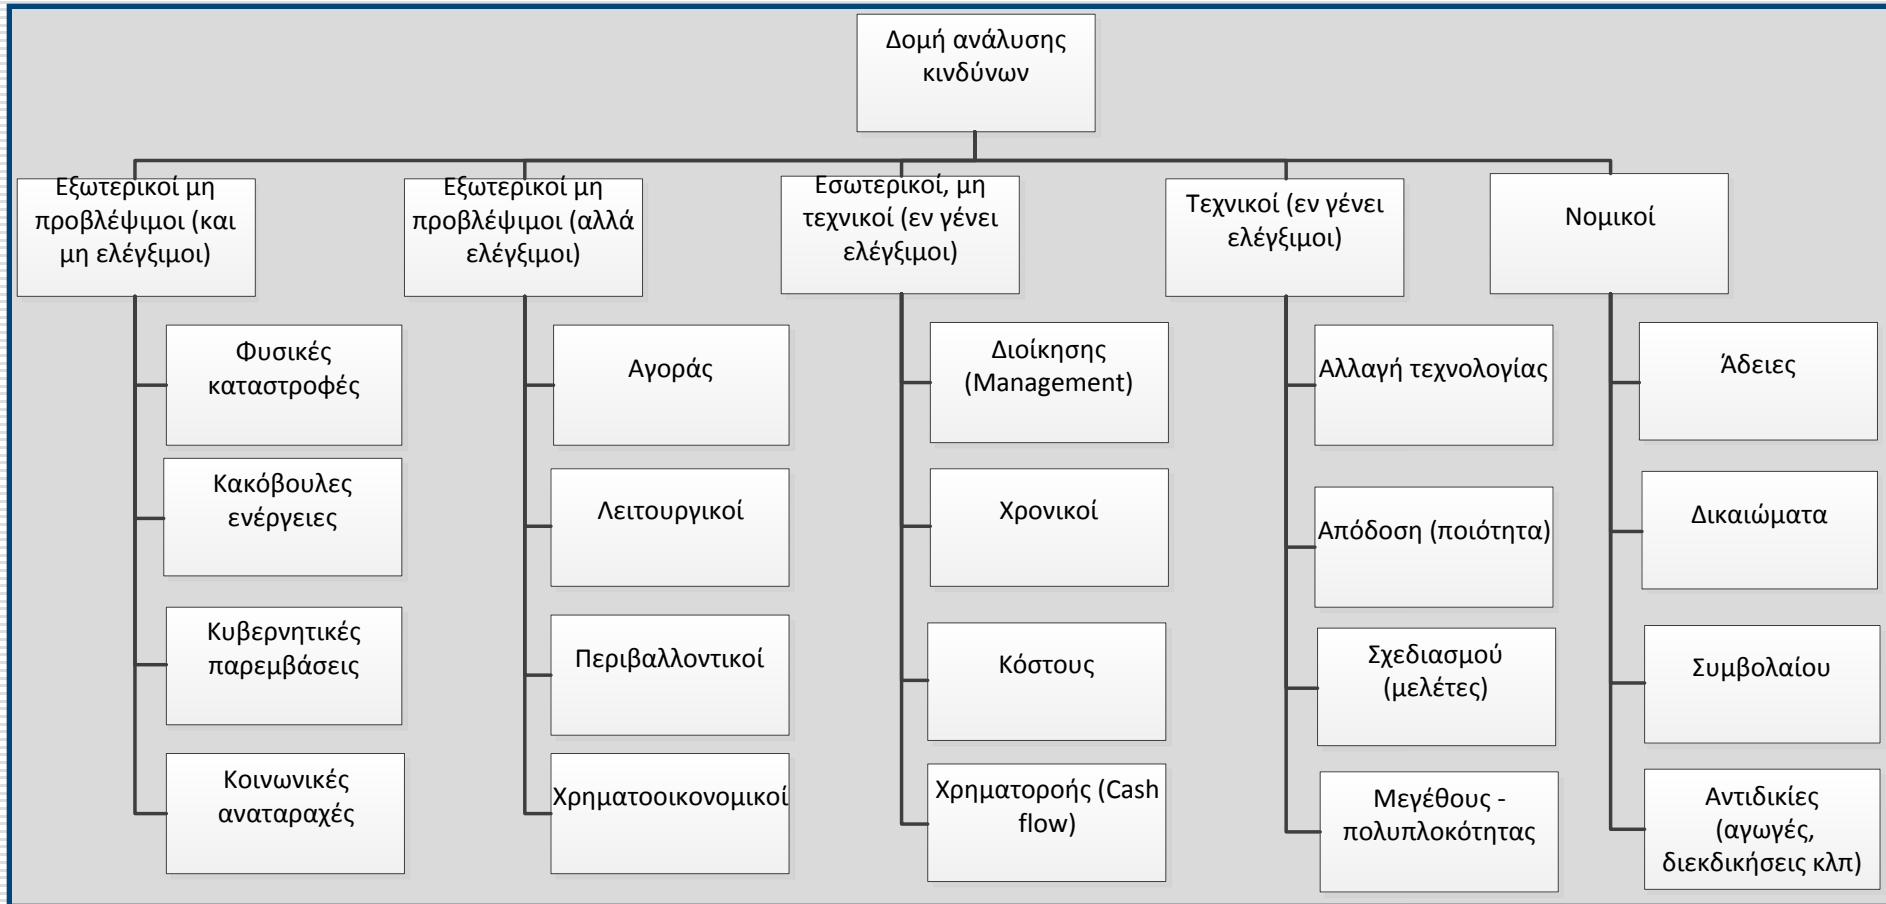 Δομή ανάλυσης
κινδύνων
Εξωτερικοί μη
προβλέψιμοι (και
μη ελέγξιμοι)
Εξωτερικοί μη
προβλέψιμοι (αλλά
ελέγξιμοι)
Εσωτερικοί, μη
τεχνικοί (εν γένει
ελέγξιμοι)
Τεχνικοί (εν γένει
ελέγξιμοι)
Νομικοί
Φυσικές
καταστροφές
Κακόβουλες
ενέργειες
Κυβερνητικές
παρεμβάσεις
Κοινωνικές
αναταραχές
Αγοράς
Λειτουργικοί
Περιβαλλοντικοί
Χρηματοοικονομικοί
Διοίκησης
(Management)
Χρονικοί
Κόστους
Χρηματοροής (Cash
flow)
Αλλαγή τεχνολογίας
Απόδοση (ποιότητα)
Σχεδιασμού
(μελέτες)
Μεγέθους -
πολυπλοκότητας
Άδειες
Δικαιώματα
Συμβολαίου
Αντιδικίες
(αγωγές,
διεκδικήσεις κλπ)